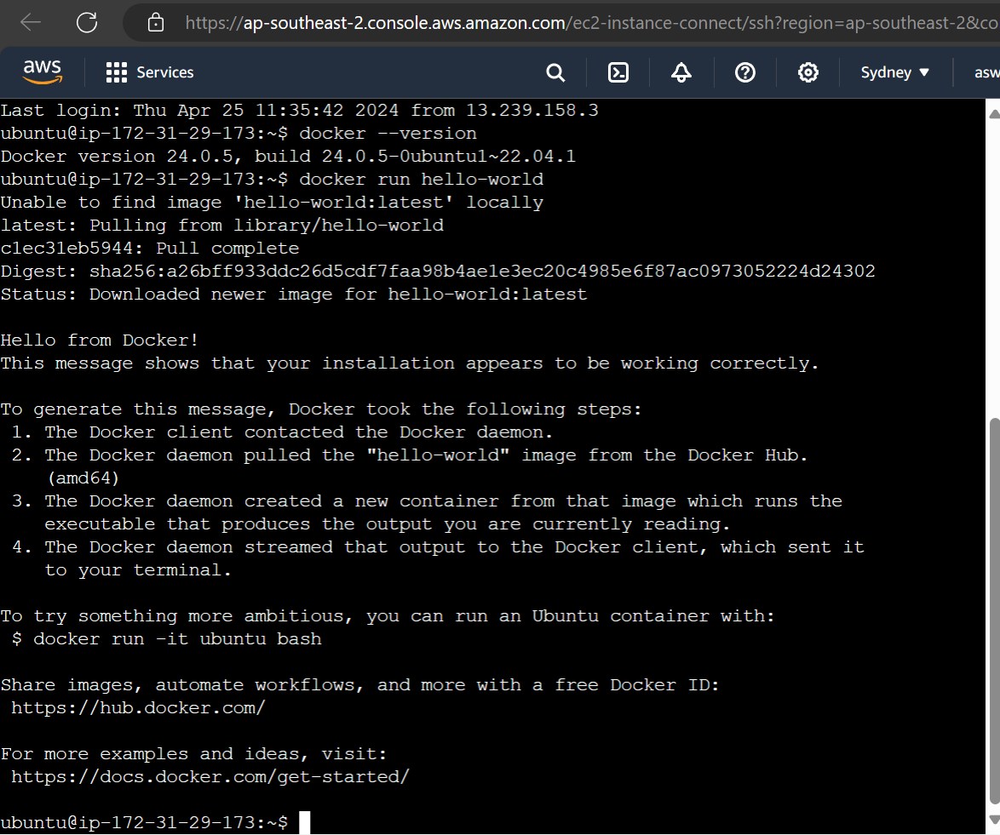 https://ap-southeast-2.console.aws.amazon.com/ec2-instance-connect/ssh?region=ap-southeast-2&co
aws Services Sydney asw
Last login: Thu Apr 25 11:35:42 2024 from 13.239.158.3
ubuntu@ip-172-31-29-173:~$ docker --version
Docker version 24.0.5, build 24.0.5-0ubuntu1~22.04.1
ubuntu@ip-172-31-29-173:~$ docker run hello-world
Unable to find image 'hello-world:latest' locally
latest: Pulling from library/hello-world
c1ec31eb5944: Pull complete
Digest: sha256:a26bff933ddc26d5cdf7faa98b4ae1e3ec20c4985e6f87ac0973052224d24302
Status: Downloaded newer image for hello-world:latest

Hello from Docker!
This message shows that your installation appears to be working correctly.

To generate this message, Docker took the following steps:
 1. The Docker client contacted the Docker daemon.
 2. The Docker daemon pulled the "hello-world" image from the Docker Hub.
    (amd64)
 3. The Docker daemon created a new container from that image which runs the
    executable that produces the output you are currently reading.
 4. The Docker daemon streamed that output to the Docker client, which sent it
    to your terminal.

To try something more ambitious, you can run an Ubuntu container with:
 $ docker run -it ubuntu bash

Share images, automate workflows, and more with a free Docker ID:
 https://hub.docker.com/

For more examples and ideas, visit:
 https://docs.docker.com/get-started/

ubuntu@ip-172-31-29-173:~$